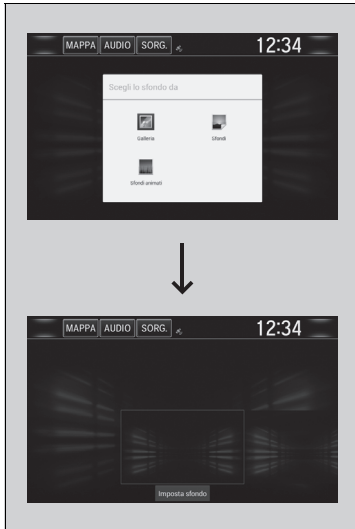 MAPPA AUDIO SORG. 12:34
Scegli lo sfondo da
Galleria Sfondi
Sfondi animati
MAPPA AUDIO SORG. 12:34
Imposta sfondo